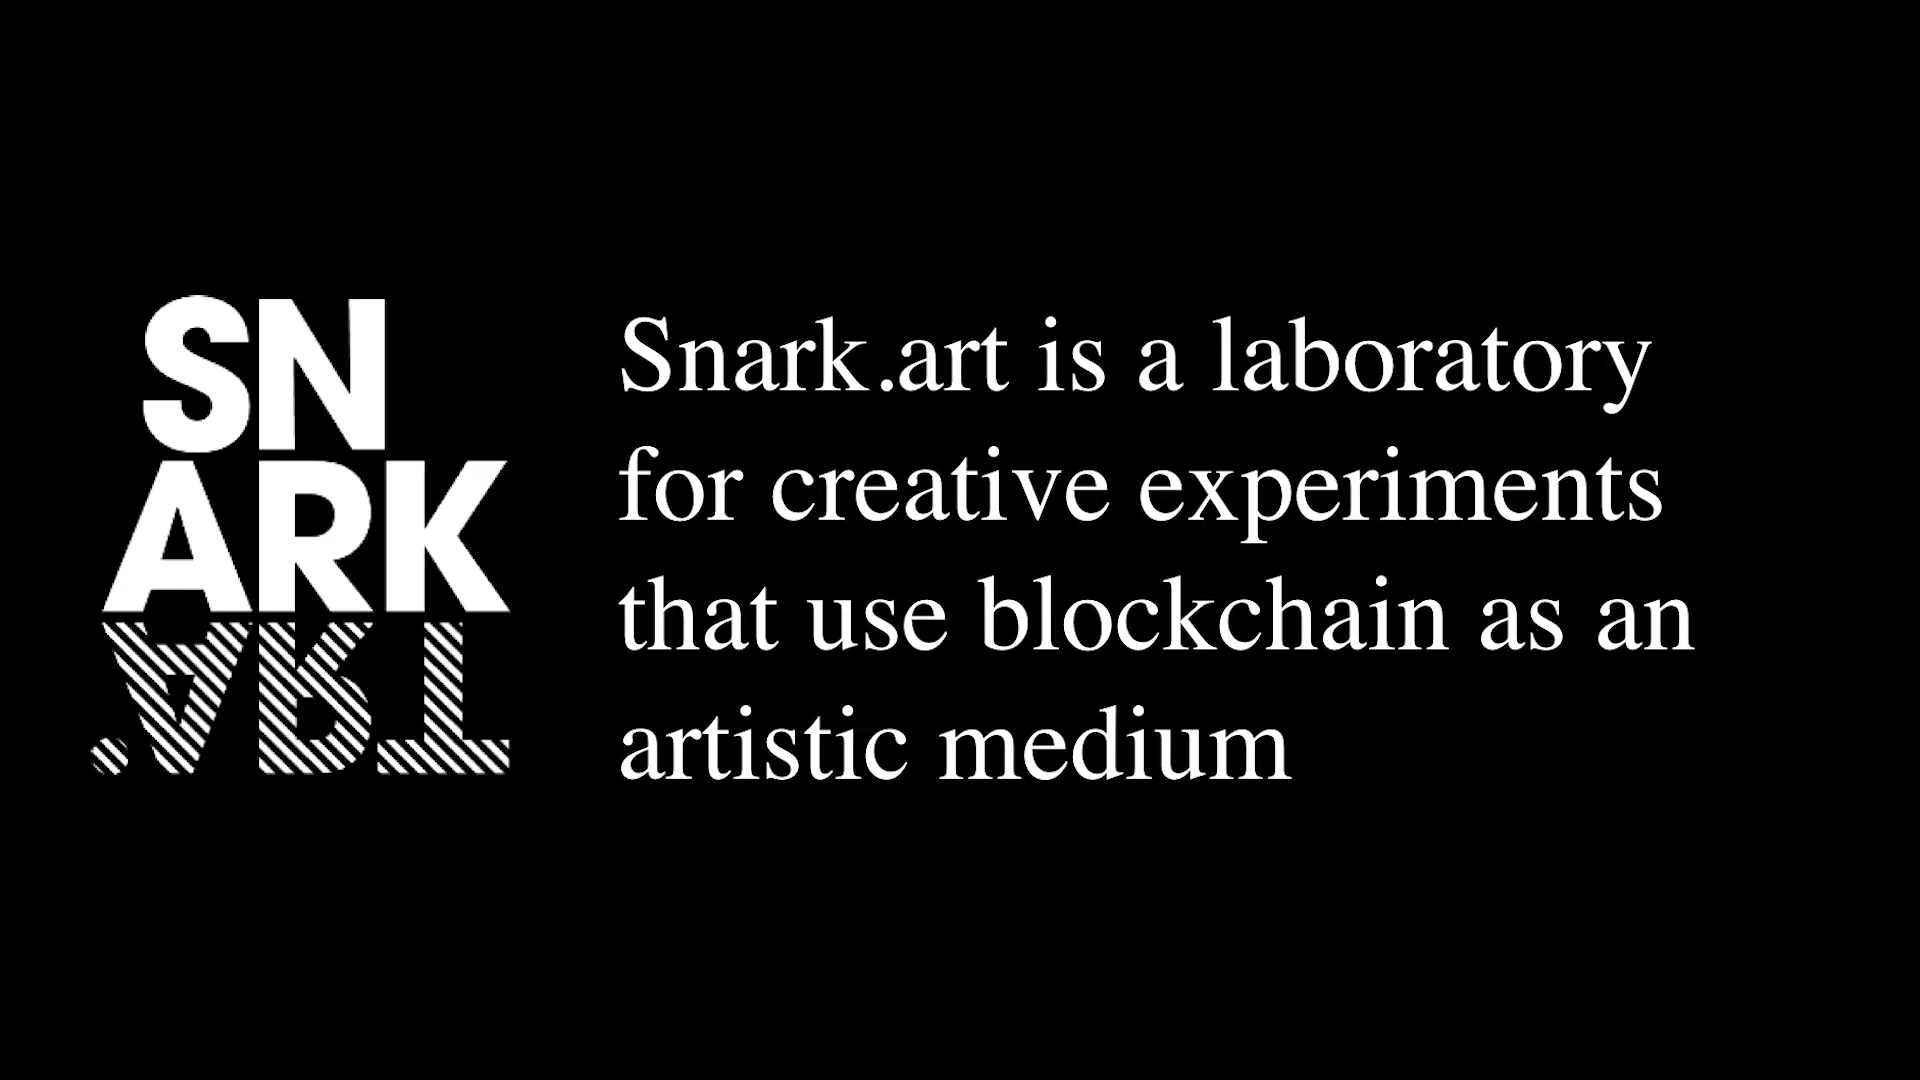 SN
ARK
.ART
Snark.art is a laboratory
for creative experiments
that use blockchain as an
artistic medium